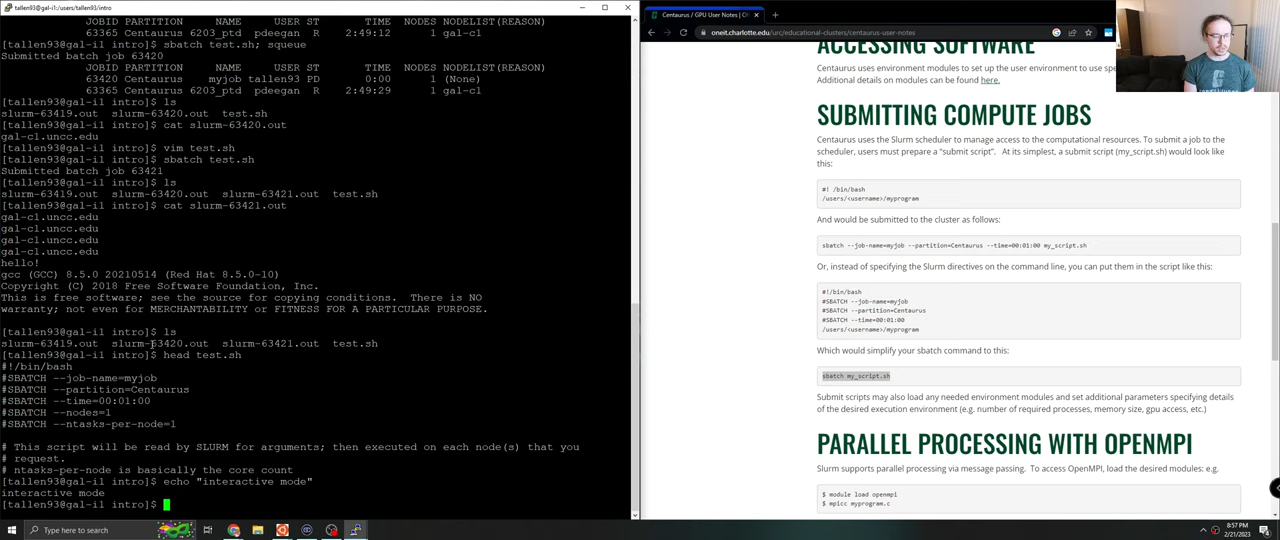 tallen93@gal-i1:/users/tallen93/intro
JOBID PARTITION NAME USER ST TIME NODES NODELIST(REASON)
63365 Centaurus 6203_ptd pdeegan R 2:49:12 1 gal-c1
[tallen93@gal-i1 intro]$ sbatch test.sh; squeue
Submitted batch job 63420
JOBID PARTITION NAME USER ST TIME NODES NODELIST(REASON)
63420 Centaurus myjob tallen93 PD 0:00 1 (None)
63365 Centaurus 6203_ptd pdeegan R 2:49:29 1 gal-c1
[tallen93@gal-i1 intro]$ ls
slurm-63419.out slurm-63420.out test.sh
[tallen93@gal-i1 intro]$ cat slurm-63420.out
gal-c1.uncc.edu
[tallen93@gal-i1 intro]$ vim test.sh
[tallen93@gal-i1 intro]$ sbatch test.sh
Submitted batch job 63421
[tallen93@gal-i1 intro]$ ls
slurm-63419.out slurm-63420.out slurm-63421.out test.sh
[tallen93@gal-i1 intro]$ cat slurm-63421.out
gal-c1.uncc.edu
gal-c1.uncc.edu
gal-c1.uncc.edu
gal-c1.uncc.edu
hello!
gcc (GCC) 8.5.0 20210514 (Red Hat 8.5.0-10)
Copyright (C) 2018 Free Software Foundation, Inc.
This is free software; see the source for copying conditions. There is NO
warranty; not even for MERCHANTABILITY or FITNESS FOR A PARTICULAR PURPOSE.
[tallen93@gal-i1 intro]$ ls
slurm-63419.out slurm-63420.out slurm-63421.out test.sh
[tallen93@gal-i1 intro]$ head test.sh
#!/bin/bash
#SBATCH --job-name=myjob
#SBATCH --partition=Centaurus
#SBATCH --time=00:01:00
#SBATCH --nodes=1
#SBATCH --ntasks-per-node=1
# This script will be read by SLURM for arguments; then executed on each node(s) that you
# request.
# ntasks-per-node is basically the core count
[tallen93@gal-i1 intro]$ echo "interactive mode"
interactive mode
[tallen93@gal-i1 intro]$
Centaurus / GPU User Notes | O
oneit.charlotte.edu/urc/educational-clusters/centaurus-user-notes
ACCESSING SOFTWARE
Centaurus uses environment modules to set up the user environment to use spe
Additional details on modules can be found here.
SUBMITTING COMPUTE JOBS
Centaurus uses the Slurm scheduler to manage access to the computational resources. To submit a job to the
scheduler, users must prepare a "submit script". At its simplest, a submit script (my_script.sh) would look like
this:
#! /bin/bash
/users/<username>/myprogram
And would be submitted to the cluster as follows:
sbatch --job-name=myjob --partition=Centaurus --time=00:01:00 my_script.sh
Or, instead of specifying the Slurm directives on the command line, you can put them in the script like this:
#!/bin/bash
#SBATCH --job-name=myjob
#SBATCH --partition=Centaurus
#SBATCH --time=00:01:00
/users/<username>/myprogram
Which would simplify your sbatch command to this:
sbatch my_script.sh
Submit scripts may also load any needed environment modules and set additional parameters specifying details
of the desired execution environment (e.g. number of required processes, memory size, gpu access, etc.)
PARALLEL PROCESSING WITH OPENMPI
Slurm supports parallel processing via message passing. To access OpenMPI, load the desired modules: e.g.
$ module load openmpi
$ mpicc myprogram.c
Type here to search
8:57 PM
2/21/2023